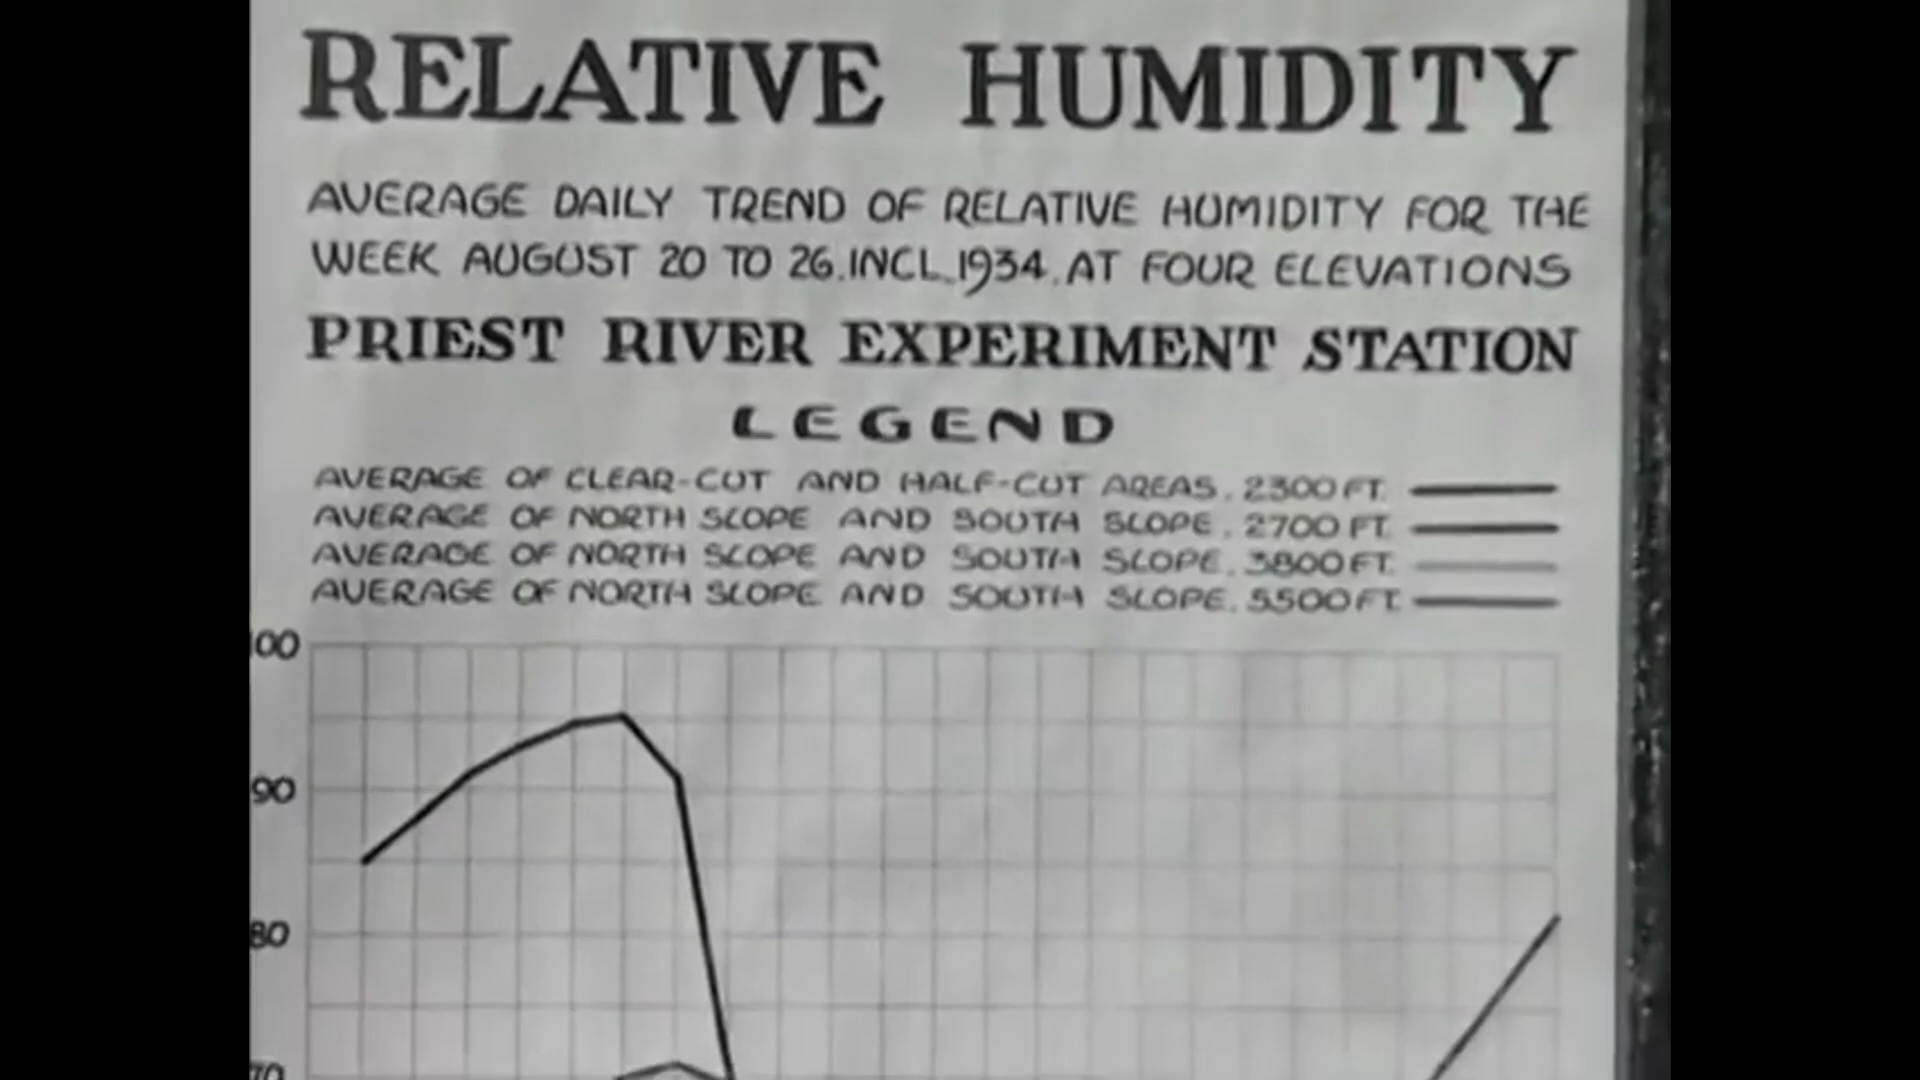 RELATIVE HUMIDITY
AVERAGE DAILY TREND OF RELATIVE HUMIDITY FOR THE
WEEK AUGUST 20 TO 26. INCL. 1934. AT FOUR ELEVATIONS
PRIEST RIVER EXPERIMENT STATION
LEGEND
AVERAGE OF CLEAR-CUT AND HALF-CUT AREAS. 2300 FT.
AVERAGE OF NORTH SLOPE AND SOUTH SLOPE. 2700 FT.
AVERAGE OF NORTH SLOPE AND SOUTH SLOPE. 3800 FT.
AVERAGE OF NORTH SLOPE AND SOUTH SLOPE. 5500 FT.
100
90
80
70